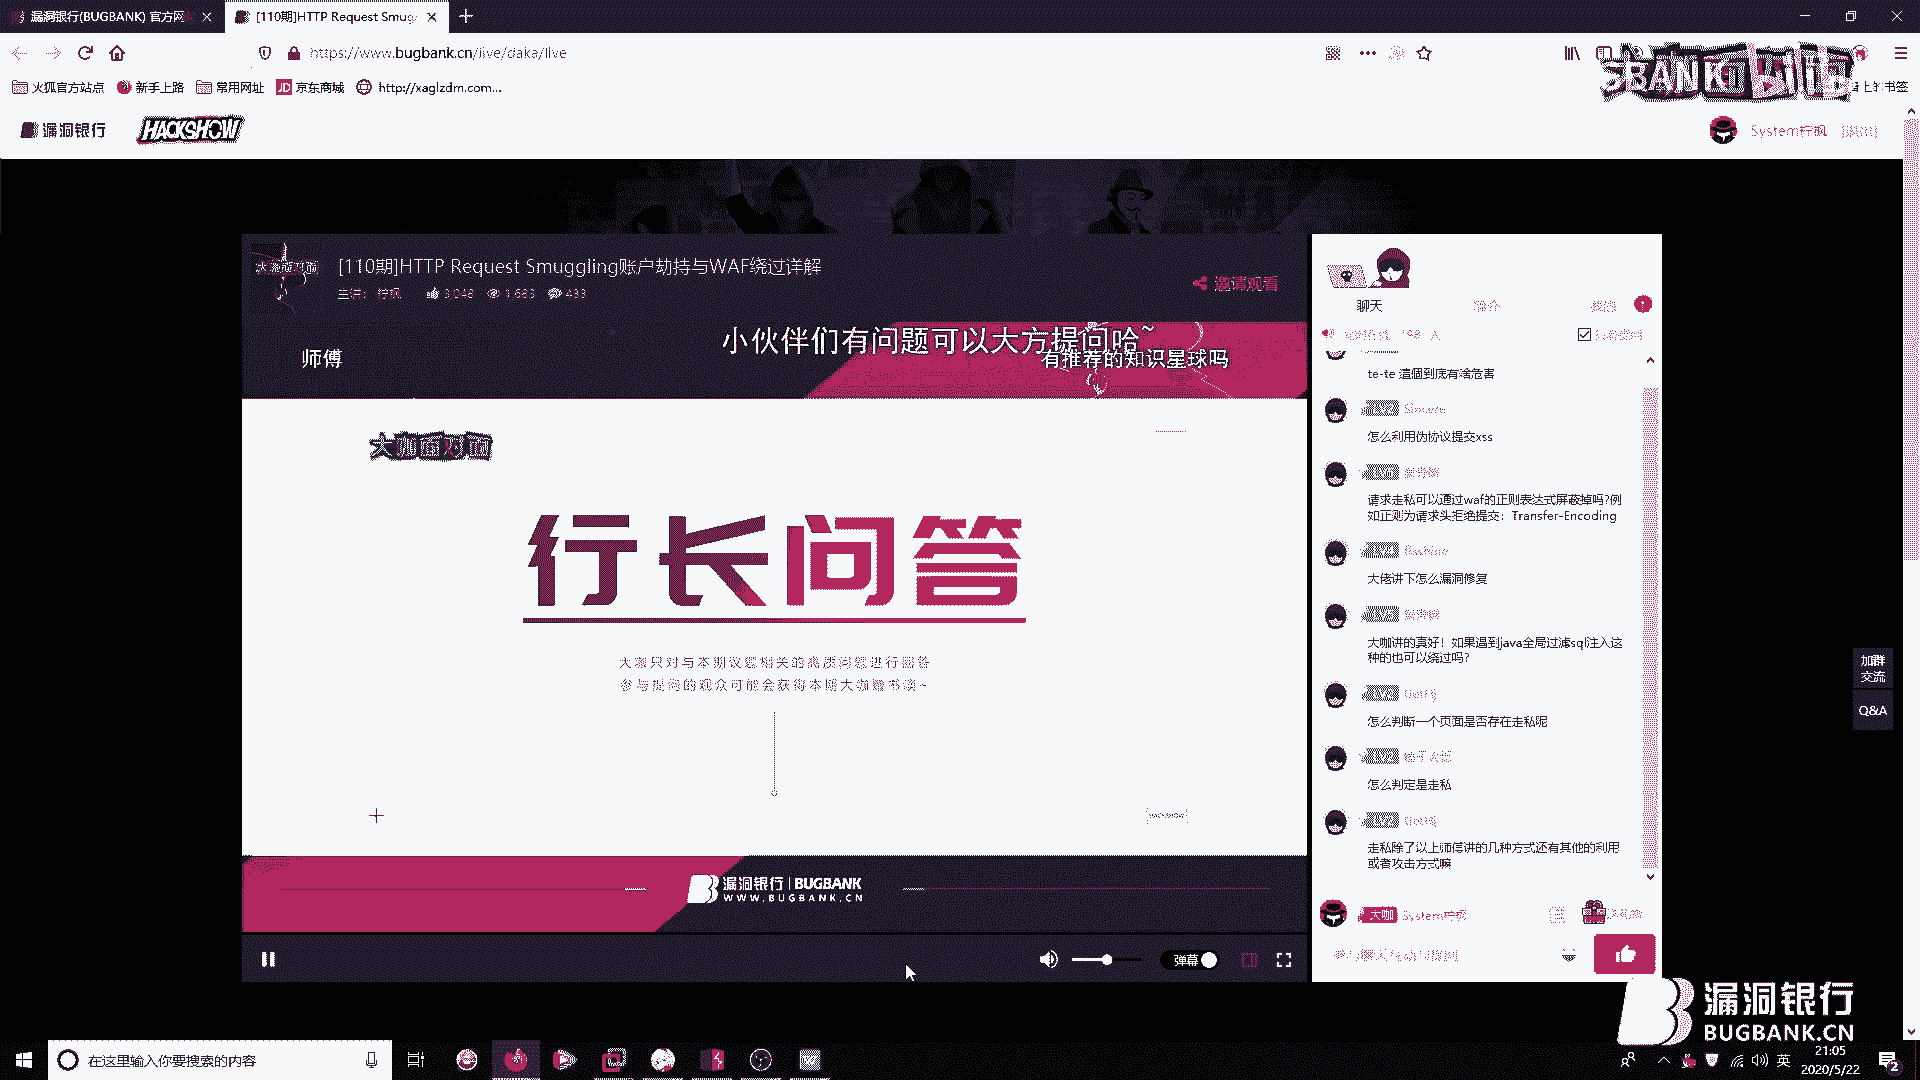 漏洞银行(BUGBANK) 官方网
[110期]HTTP Request Smug
https://www.bugbank.cn/live/daka/live
火狐官方站点
新手上路
常用网址
京东商城
http://xaglzdm.com...
上的书签
漏洞银行
HACKSHOW
System柠枫
[110期]HTTP Request Smuggling账户劫持与WAF绕过详解
主讲： 柠枫
433
邀请观看
小伙伴们有问题可以大方提问哈~
师傅
有推荐的知识星球吗
大咖面对面
行长问答
大咖只对与本期议题相关的高质问题进行回答
参与提问的观众可能会获得本期大咖赠书哦~
漏洞银行 | BUGBANK
WWW.BUGBANK.CN
弹幕
聊天
简介
te-te 這個到底有啥危害
怎么利用伪协议提交xss
请求走私可以通过waf的正则表达式屏蔽掉吗?例
如正则为请求头拒绝提交：Transfer-Encoding
大佬讲下怎么漏洞修复
大咖讲的真好！如果遇到java全局过滤sql注入这
种的也可以绕过吗?
怎么判断一个页面是否存在走私呢
怎么判定是走私
走私除了以上师傅讲的几种方式还有其他的利用
或者攻击方式嘛
大咖 System柠枫
加群
交流
Q&A
漏洞银行
BUGBANK.CN
在这里输入你要搜索的内容
英
21:05
2020/5/22
2